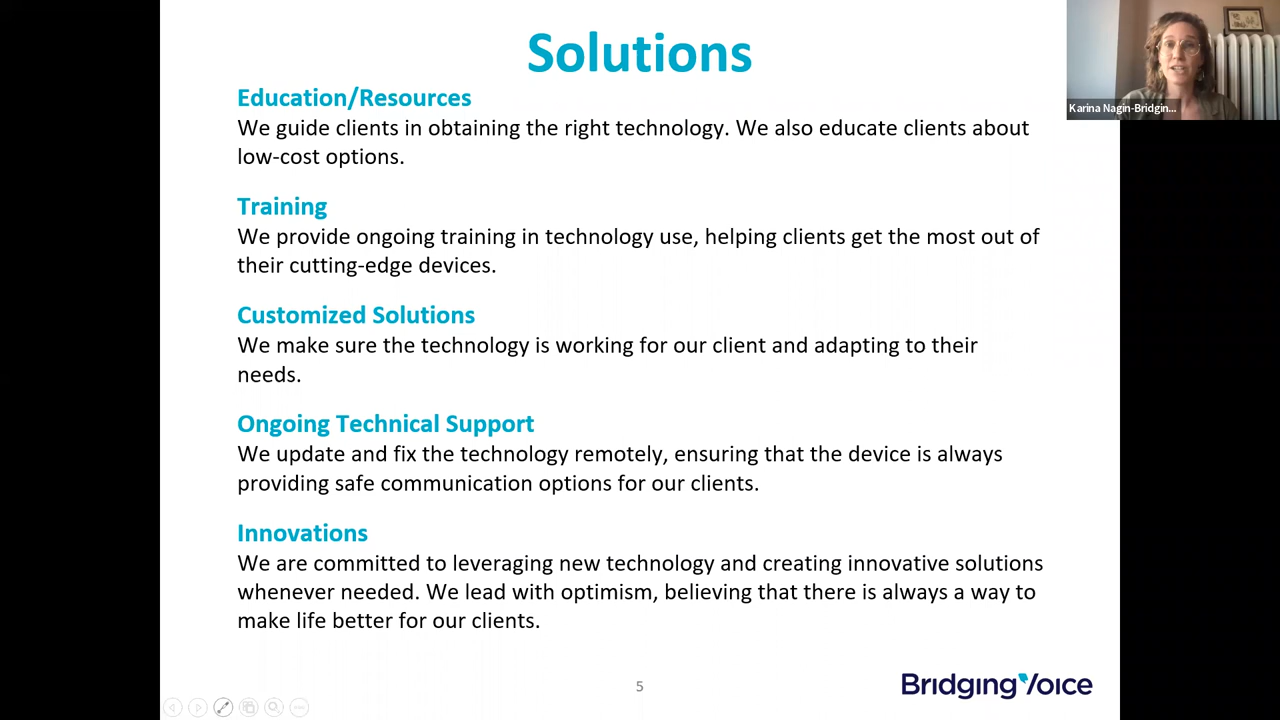 Solutions
Karina Nagin-Bridgin...
Education/Resources
We guide clients in obtaining the right technology. We also educate clients about
low-cost options.
Training
We provide ongoing training in technology use, helping clients get the most out of
their cutting-edge devices.
Customized Solutions
We make sure the technology is working for our client and adapting to their
needs.
Ongoing Technical Support
We update and fix the technology remotely, ensuring that the device is always
providing safe communication options for our clients.
Innovations
We are committed to leveraging new technology and creating innovative solutions
whenever needed. We lead with optimism, believing that there is always a way to
make life better for our clients.
5
Bridging Voice